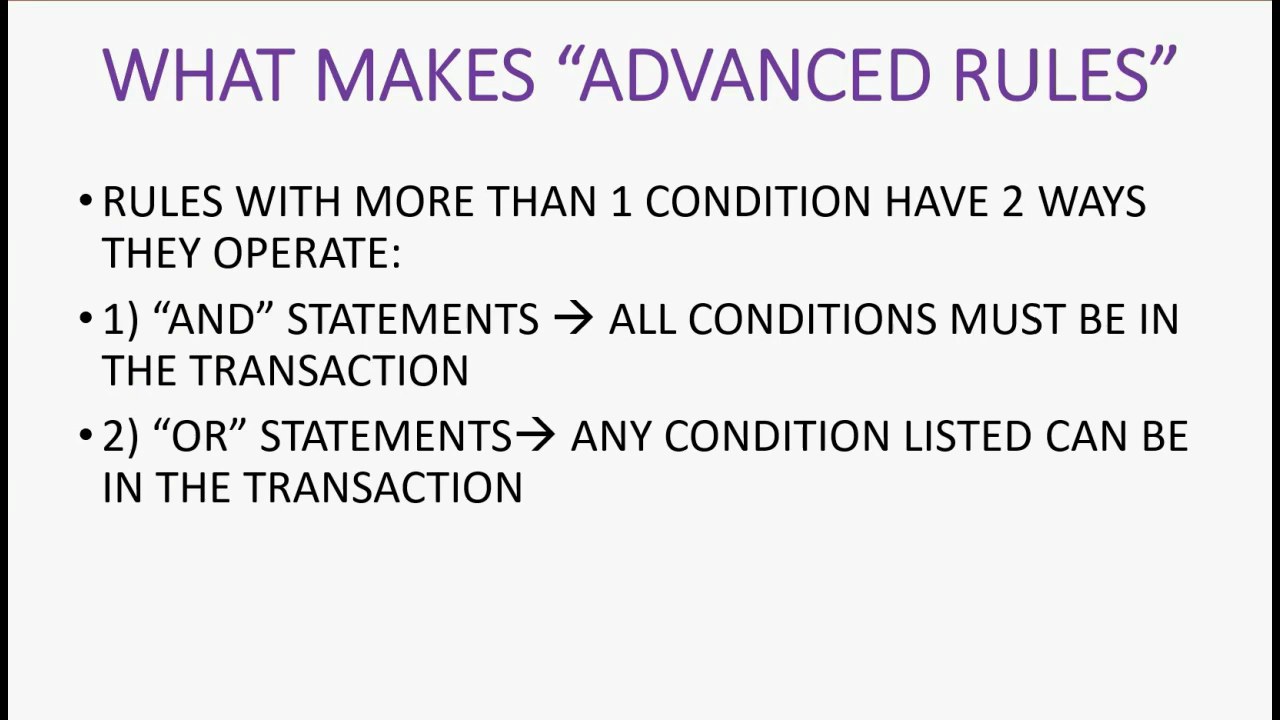 WHAT MAKES “ADVANCED RULES”
• RULES WITH MORE THAN 1 CONDITION HAVE 2 WAYS
THEY OPERATE:
• 1) “AND” STATEMENTS → ALL CONDITIONS MUST BE IN
THE TRANSACTION
• 2) “OR” STATEMENTS→ ANY CONDITION LISTED CAN BE
IN THE TRANSACTION